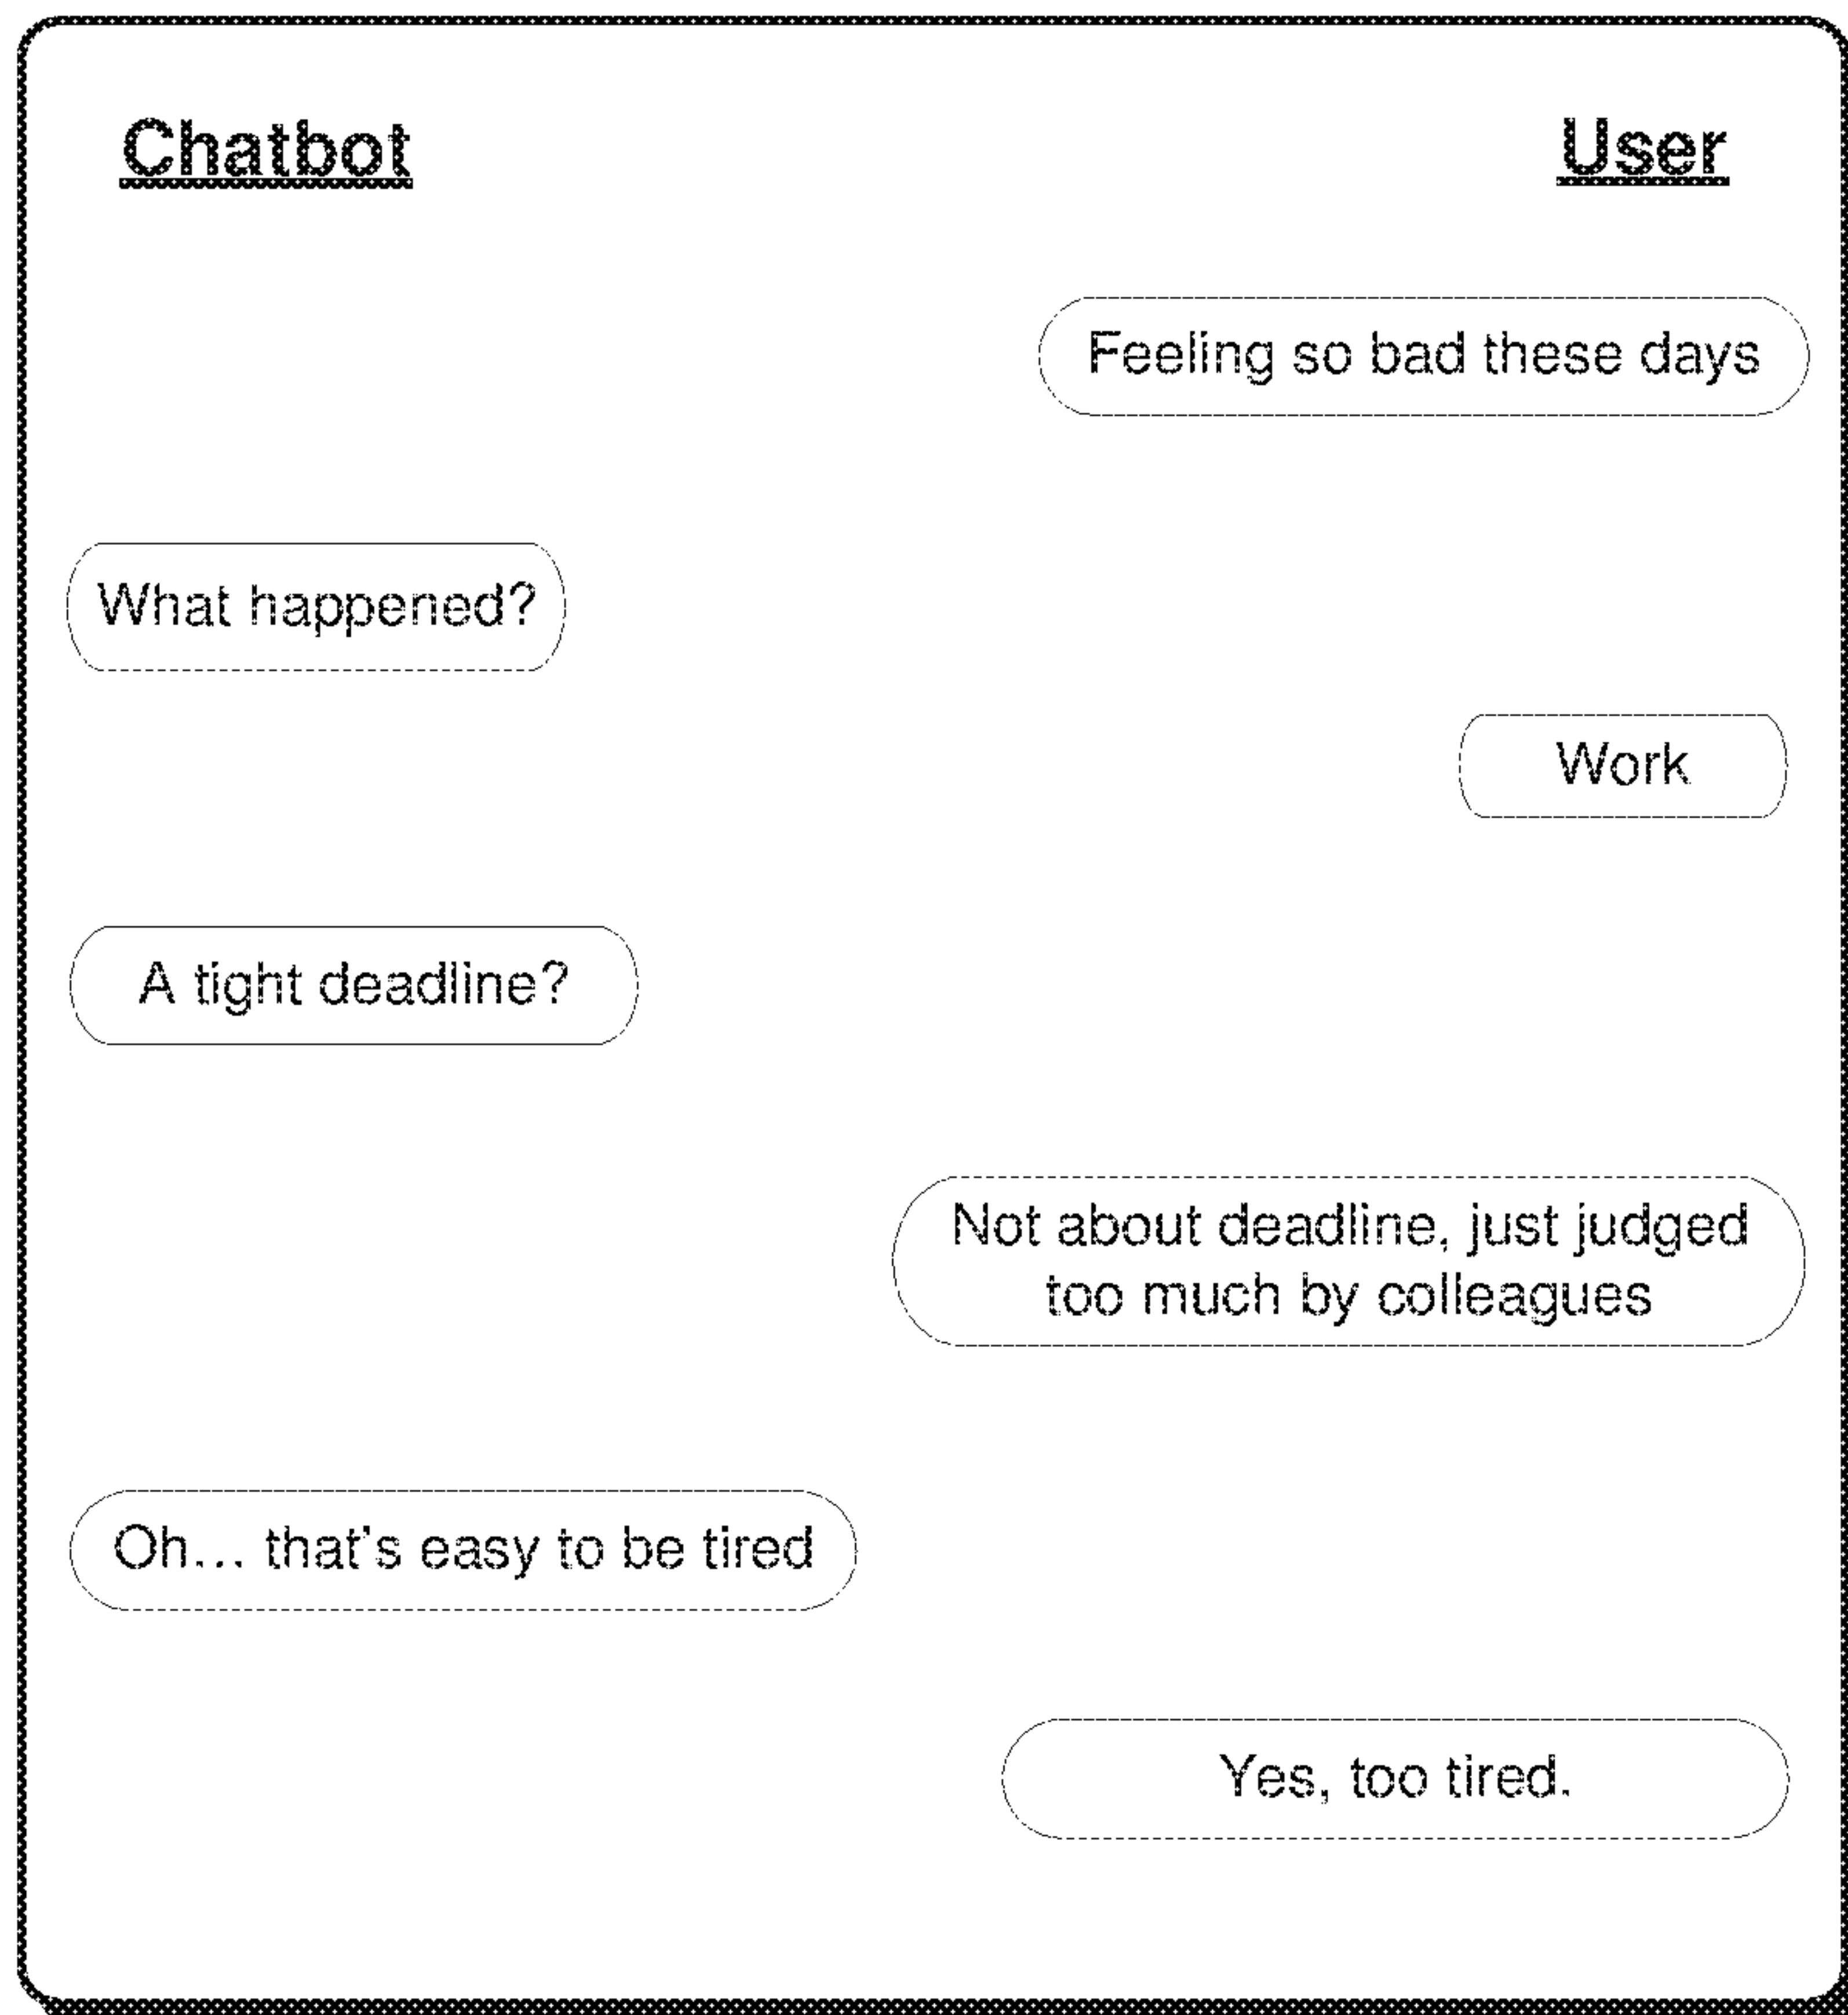 Chatbot
User
Feeling so bad these days
What happened?
Work
A tight deadline?
Not about deadline, just judged
too much by colleagues
Oh... that's easy to be tired
Yes, too tired.